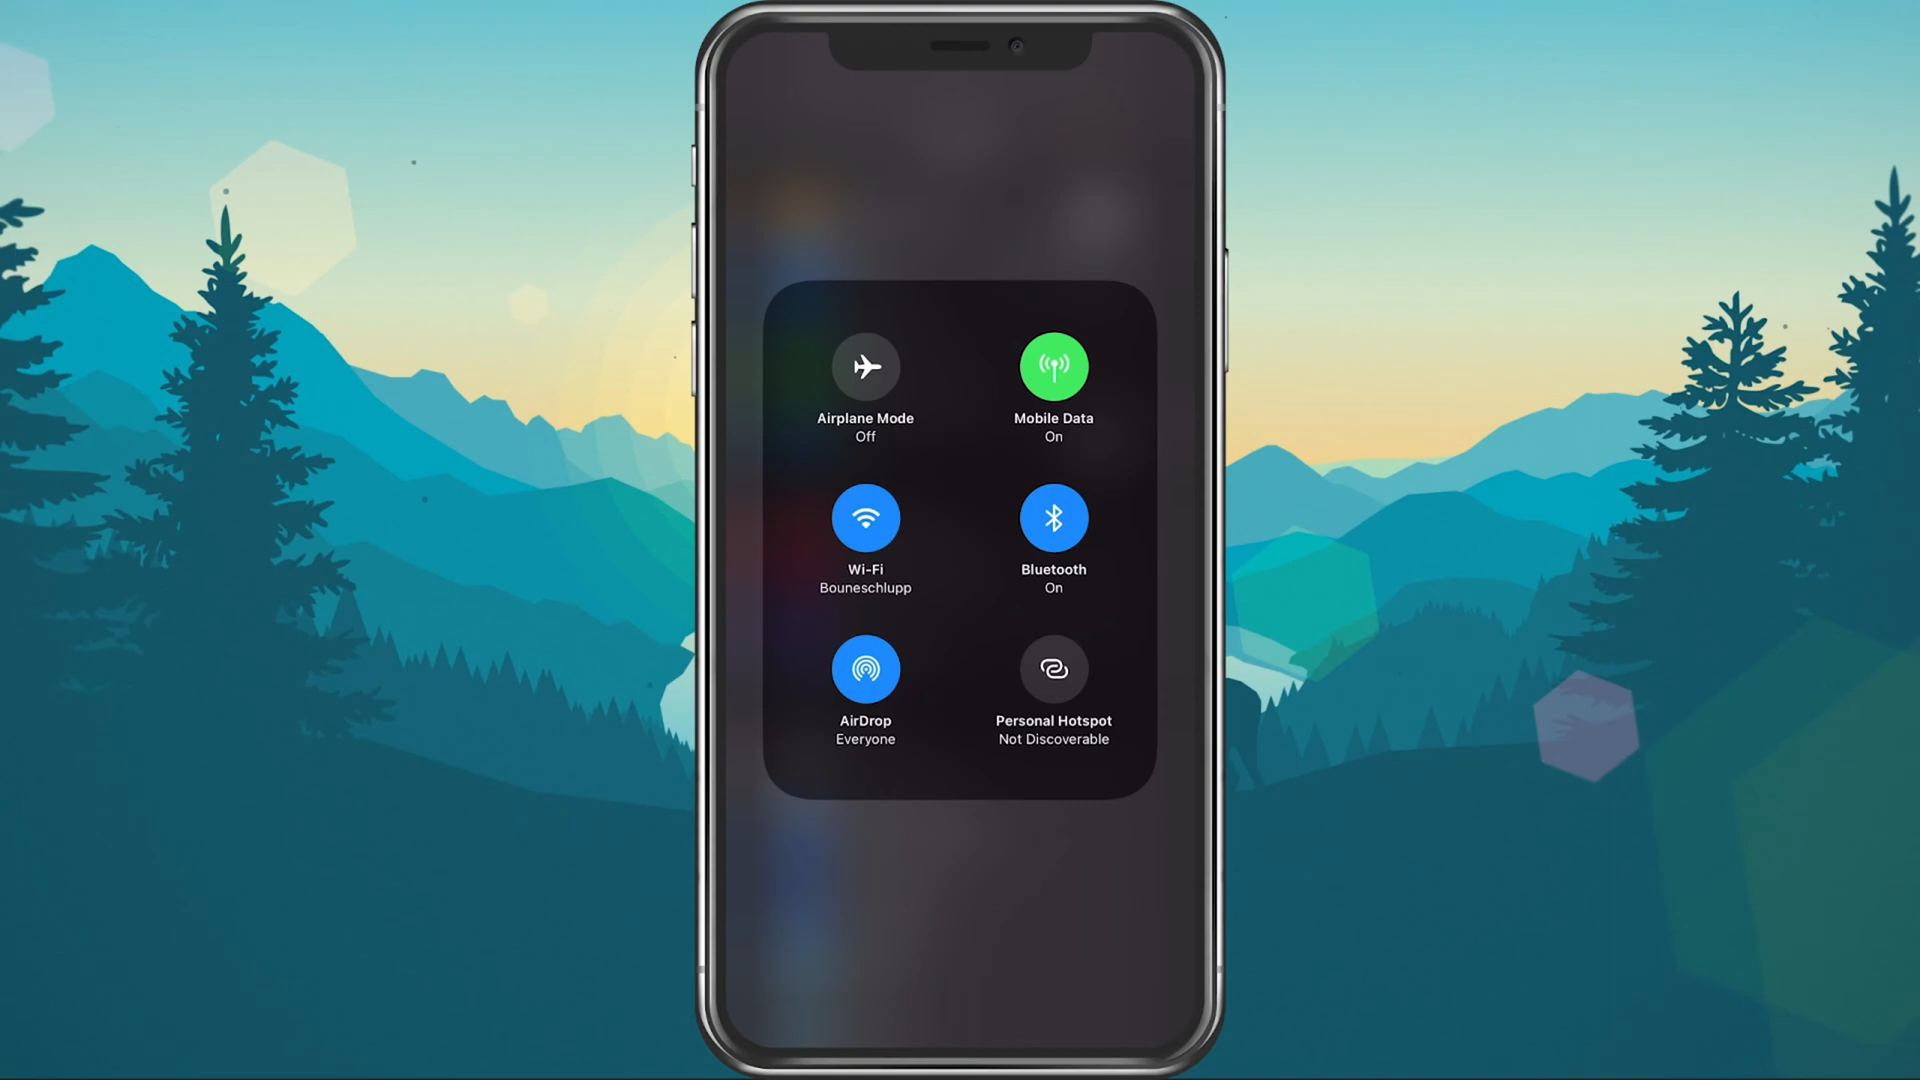 Airplane Mode
Off
Mobile Data
On
Wi-Fi
Bouneschlupp
Bluetooth
On
AirDrop
Everyone
Personal Hotspot
Not Discoverable